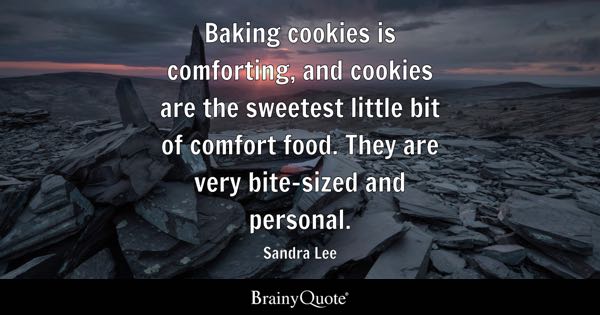 Baking cookies is
comforting, and cookies
are the sweetest little bit
of comfort food. They are
very bite-sized and
personal.
Sandra Lee
BrainyQuote®